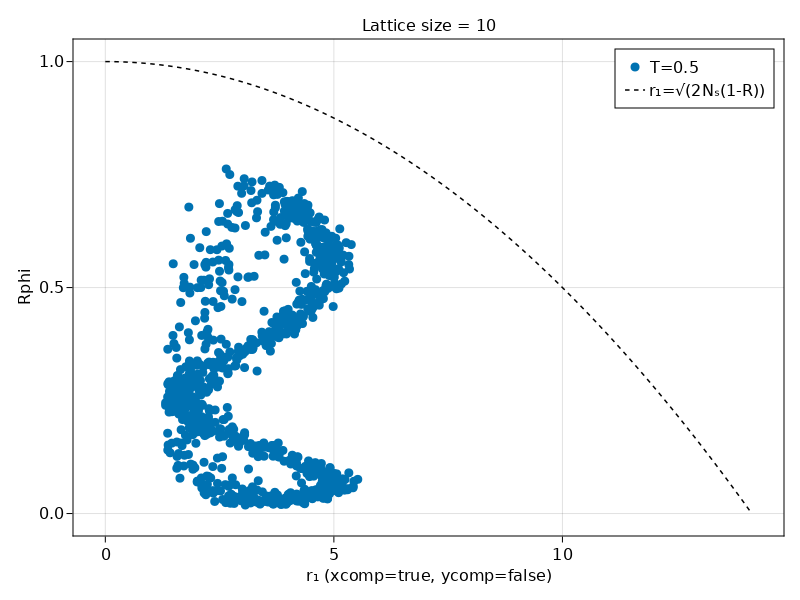 Lattice size = 10
T=0.5
r₁=√(2Nₛ(1-R))
Rphi
1.0
0.5
0.0
0
5
10
r₁ (xcomp=true, ycomp=false)